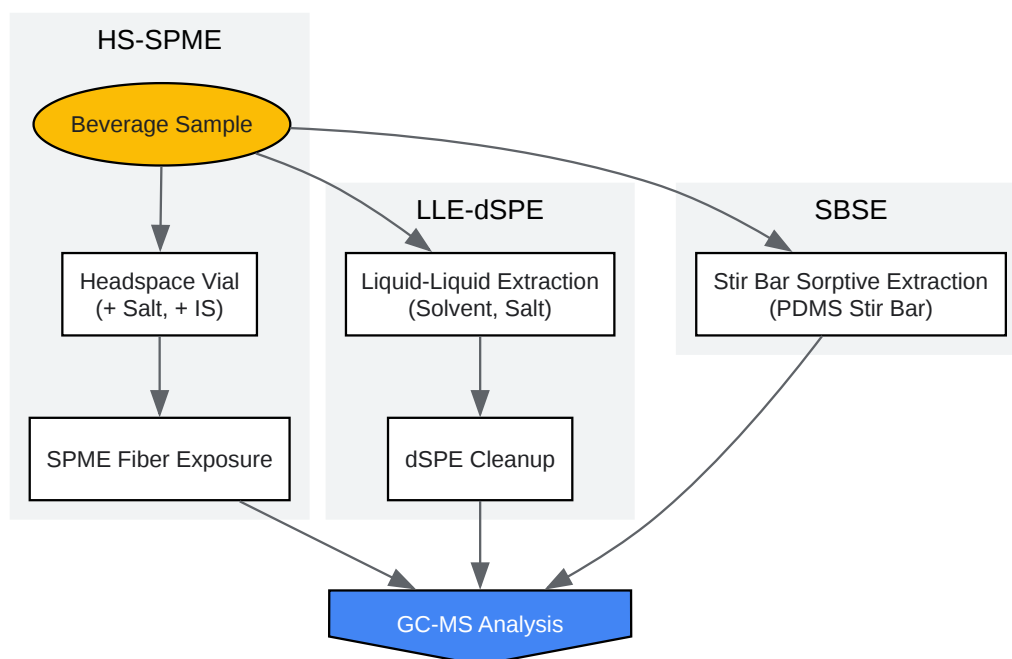 HS-SPME
Beverage Sample
Headspace Vial
(+ Salt, + IS)
SPME Fiber Exposure
LLE-dSPE
Liquid-Liquid Extraction
(Solvent, Salt)
dSPE Cleanup
SBSE
Stir Bar Sorptive Extraction
(PDMS Stir Bar)
GC-MS Analysis